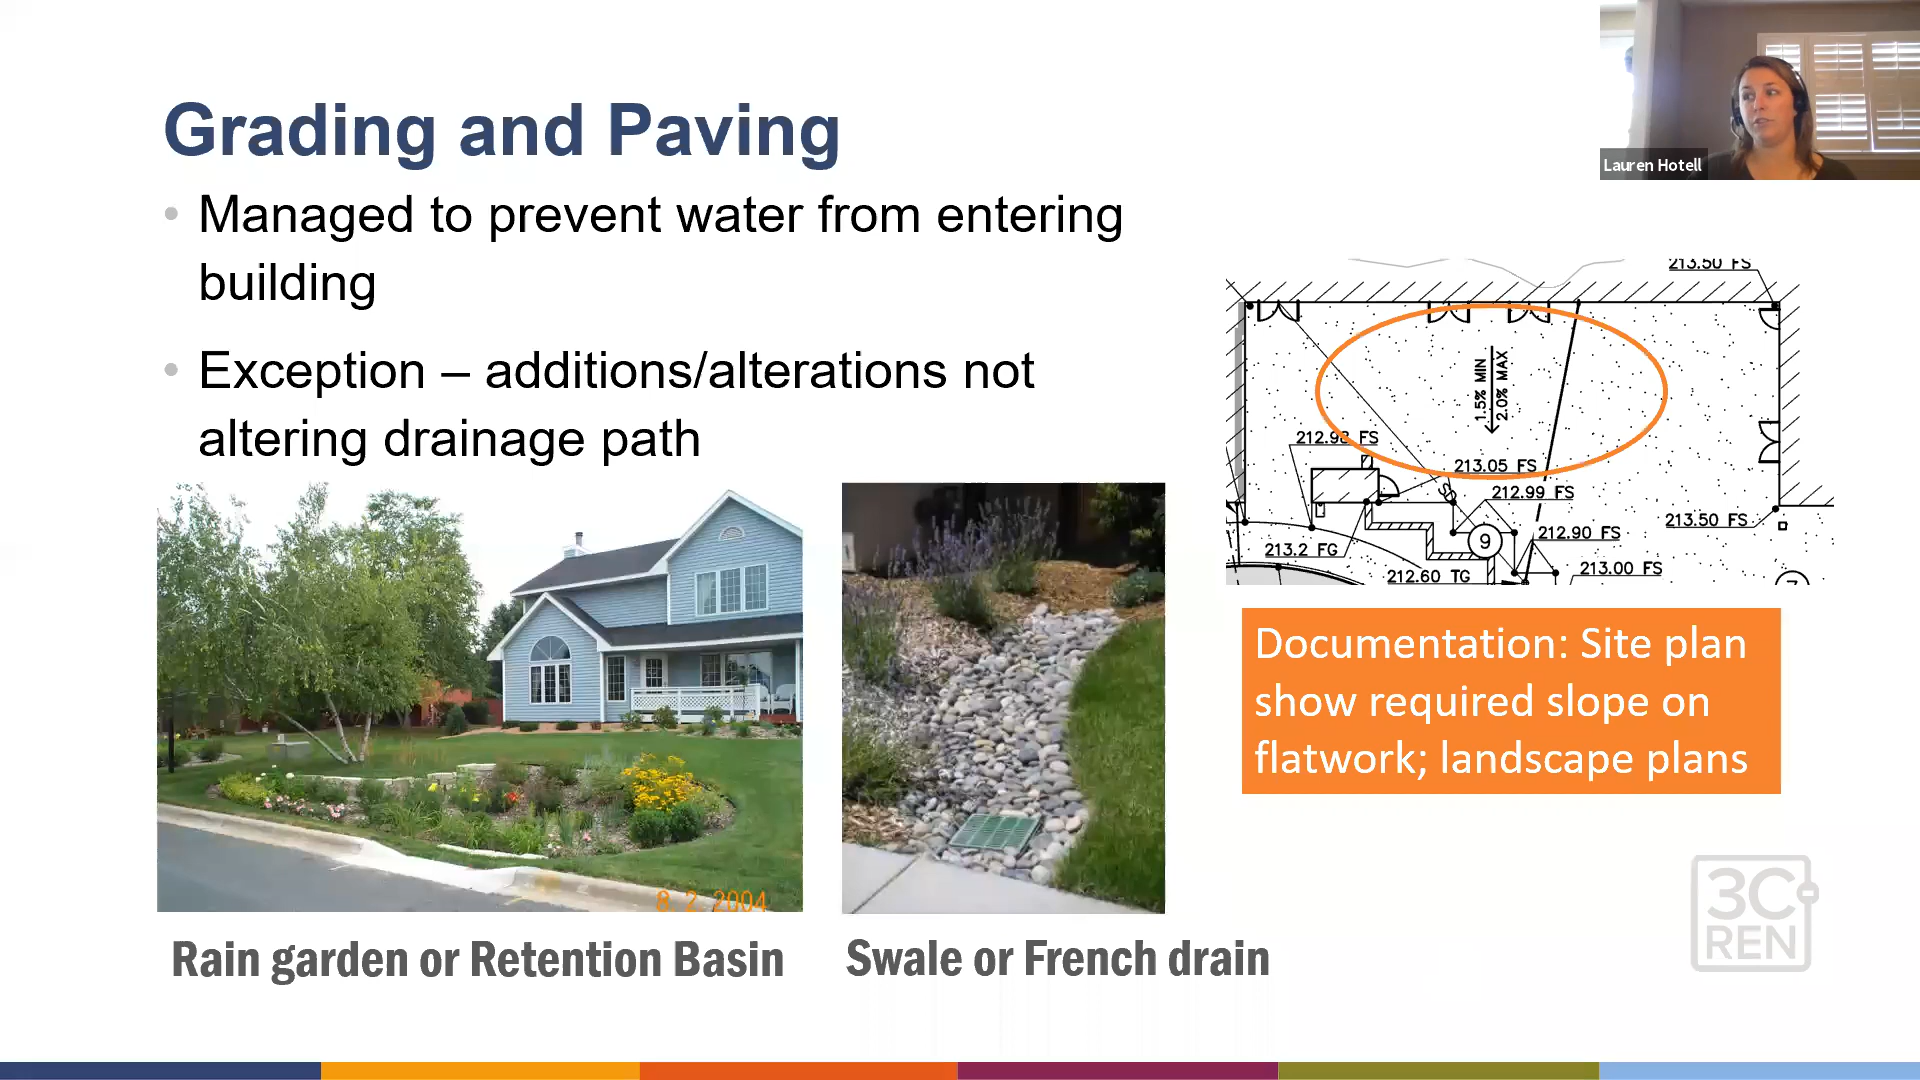 Grading and Paving
• Managed to prevent water from entering
building
• Exception – additions/alterations not
altering drainage path
Lauren Hotell
213.50 FS
1.5% MIN
2.0% MAX
212.98 FS
213.05 FS
212.99 FS
9
212.90 FS
213.50 FS
213.2 FG
212.60 TG
213.00 FS
Documentation: Site plan
show required slope on
flatwork; landscape plans
8. 2. 2004
Rain garden or Retention Basin
Swale or French drain
3C
REN